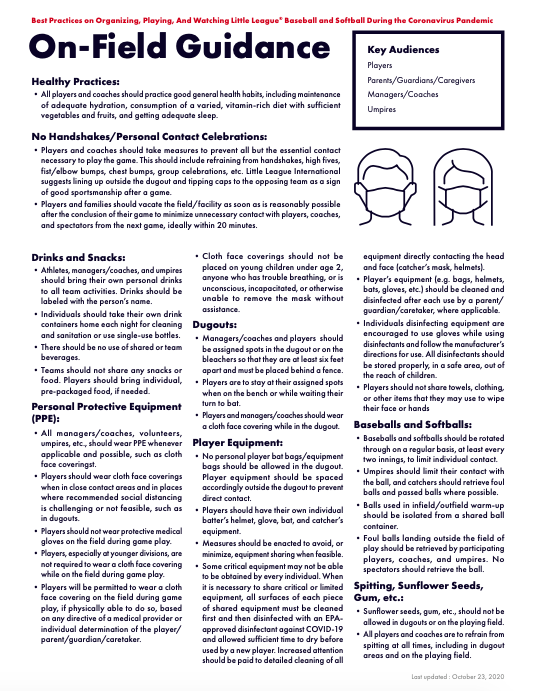 Best Practices on Organizing, Playing, And Watching Little League® Baseball and Softball During the Coronavirus Pandemic
On-Field Guidance
Key Audiences
Players
Parents/Guardians/Caregivers
Managers/Coaches
Umpires
Healthy Practices:
• All players and coaches should practice good general health habits, including maintenance
of adequate hydration, consumption of a varied, vitamin-rich diet with sufficient
vegetables and fruits, and getting adequate sleep.
No Handshakes/Personal Contact Celebrations:
• Players and coaches should take measures to prevent all but the essential contact
necessary to play the game. This should include refraining from handshakes, high fives,
fist/elbow bumps, chest bumps, group celebrations, etc. Little League International
suggests lining up outside the dugout and tipping caps to the opposing team as a sign
of good sportsmanship after a game.
• Players and families should vacate the field/facility as soon as is reasonably possible
after the conclusion of their game to minimize unnecessary contact with players, coaches,
and spectators from the next game, ideally within 20 minutes.
Drinks and Snacks:
• Athletes, managers/coaches, and umpires
should bring their own personal drinks
to all team activities. Drinks should be
labeled with the person's name.
• Individuals should take their own drink
containers home each night for cleaning
and sanitation or use single-use bottles.
• There should be no use of shared or team
beverages.
• Teams should not share any snacks or
food. Players should bring individual,
pre-packaged food, if needed.
Personal Protective Equipment
(PPE):
• All managers/coaches, volunteers,
umpires, etc., should wear PPE whenever
applicable and possible, such as cloth
face coverings.
• Players should wear cloth face coverings
when in close contact areas and in places
where recommended social distancing
is challenging or not feasible, such as
in dugouts.
• Players should not wear protective medical
gloves on the field during game play.
• Players, especially at younger divisions, are
not required to wear a cloth face covering
while on the field during game play.
• Players will be permitted to wear a cloth
face covering on the field during game
play, if physically able to do so, based
on any directive of a medical provider or
individual determination of the player/
parent/guardian/caretaker.
• Cloth face coverings should not be
placed on young children under age 2,
anyone who has trouble breathing, or is
unconscious, incapacitated, or otherwise
unable to remove the mask without
assistance.
Dugouts:
• Managers/coaches and players should
be assigned spots in the dugout or on the
bleachers so that they are at least six feet
apart and must be placed behind a fence.
• Players are to stay at their assigned spots
when on the bench or while waiting their
turn to bat.
• Players and managers/coaches should wear
a cloth face covering while in the dugout.
Player Equipment:
• No personal player bat bags/equipment
bags should be allowed in the dugout.
Player equipment should be spaced
accordingly outside the dugout to prevent
direct contact.
• Players should have their own individual
batter's helmet, glove, bat, and catcher's
equipment.
• Measures should be enacted to avoid, or
minimize, equipment sharing when feasible.
• Some critical equipment may not be able
to be obtained by every individual. When
it is necessary to share critical or limited
equipment, all surfaces of each piece
of shared equipment must be cleaned
first and then disinfected with an EPA-
approved disinfectant against COVID-19
and allowed sufficient time to dry before
used by a new player. Increased attention
should be paid to detailed cleaning of all
equipment directly contacting the head
and face (catcher's mask, helmets).
• Player's equipment (e.g. bags, helmets,
bats, gloves, etc.) should be cleaned and
disinfected after each use by a parent/
guardian/caretaker, where applicable.
• Individuals disinfecting equipment are
encouraged to use gloves while using
disinfectants and follow the manufacturer's
directions for use. All disinfectants should
be stored properly, in a safe area, out of
the reach of children.
• Players should not share towels, clothing,
or other items that they may use to wipe
their face or hands
Baseballs and Softballs:
• Baseballs and softballs should be rotated
through on a regular basis, at least every
two innings, to limit individual contact.
• Umpires should limit their contact with
the ball, and catchers should retrieve foul
balls and passed balls where possible.
• Balls used in infield/outfield warm-up
should be isolated from a shared ball
container.
• Foul balls landing outside the field of
play should be retrieved by participating
players, coaches, and umpires. No
spectators should retrieve the ball.
Spitting, Sunflower Seeds,
Gum, etc.:
• Sunflower seeds, gum, etc., should not be
allowed in dugouts or on the playing field.
• All players and coaches are to refrain from
spitting at all times, including in dugout
areas and on the playing field.
Last updated : October 23, 2020